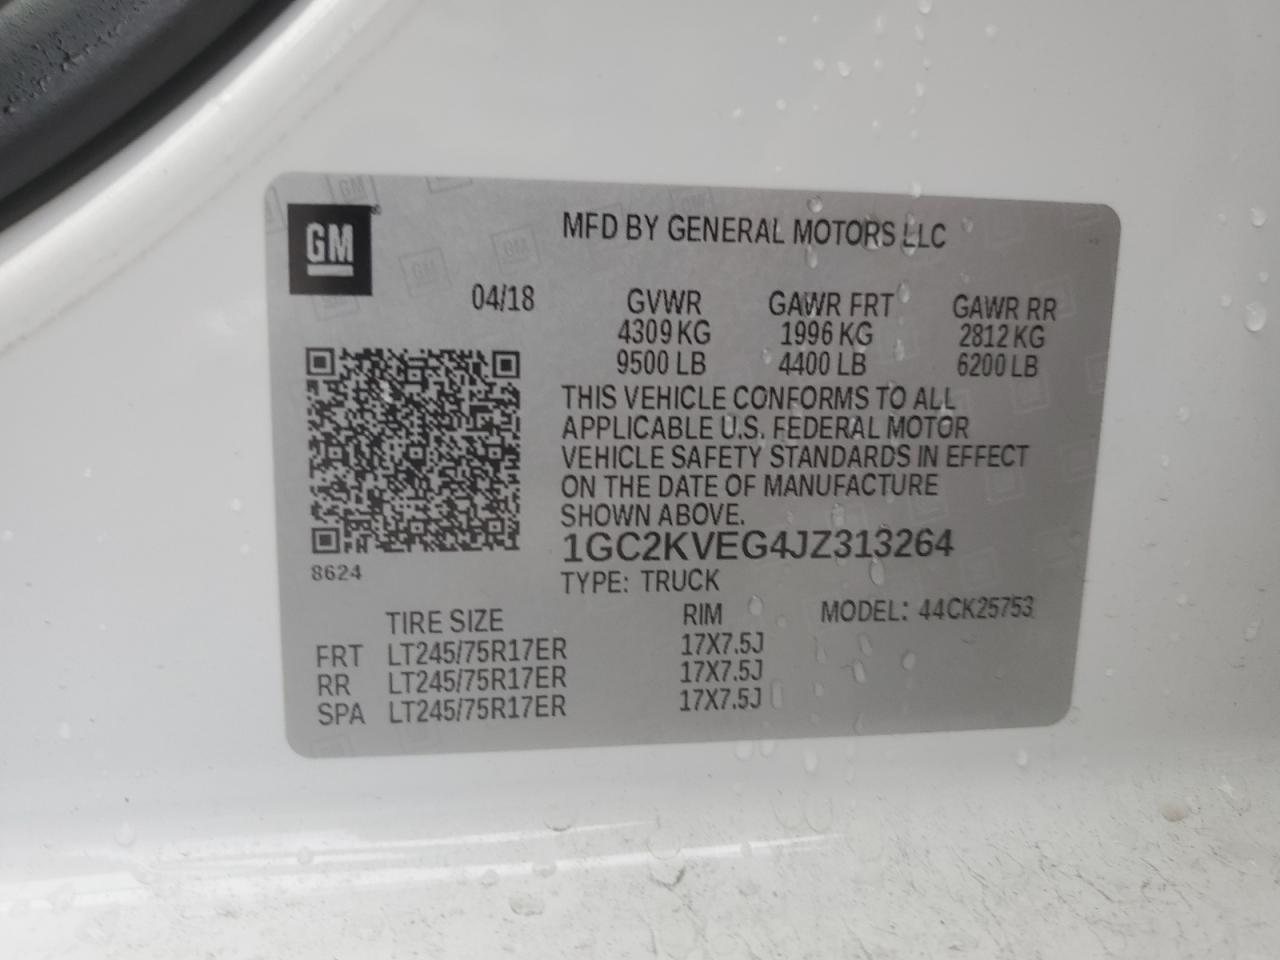 GM
MFD BY GENERAL MOTORS LLC
04/18 GVWR GAWR FRT GAWR RR
4309 KG 1996 KG 2812 KG
9500 LB 4400 LB 6200 LB
THIS VEHICLE CONFORMS TO ALL
APPLICABLE U.S. FEDERAL MOTOR
VEHICLE SAFETY STANDARDS IN EFFECT
ON THE DATE OF MANUFACTURE
SHOWN ABOVE.
1GC2KVEG4JZ313264
8624
TYPE: TRUCK
TIRE SIZE RIM MODEL: 44CK25753
FRT LT245/75R17ER 17X7.5J
RR LT245/75R17ER 17X7.5J
SPA LT245/75R17ER 17X7.5J